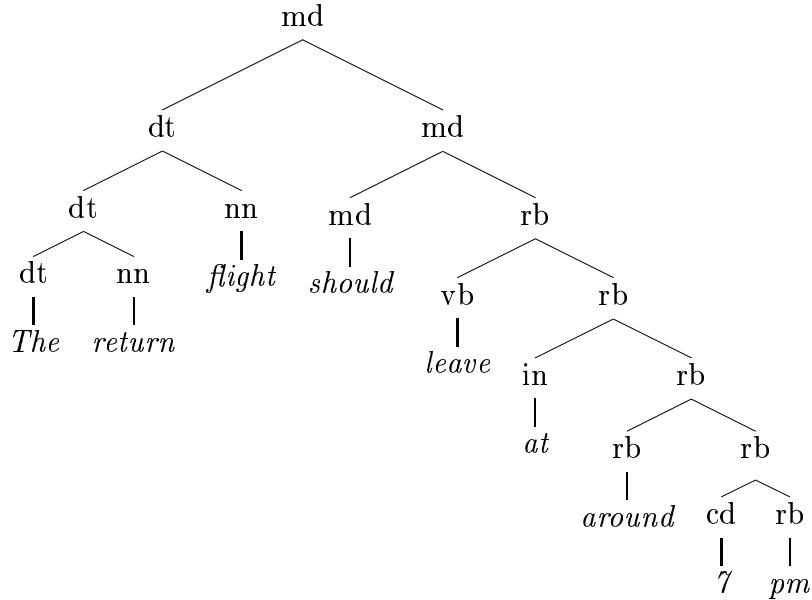 md
dt md
dt nn md rb
dt nn flight should vb rb
The return leave in rb
at rb rb
around cd rb
7 pm